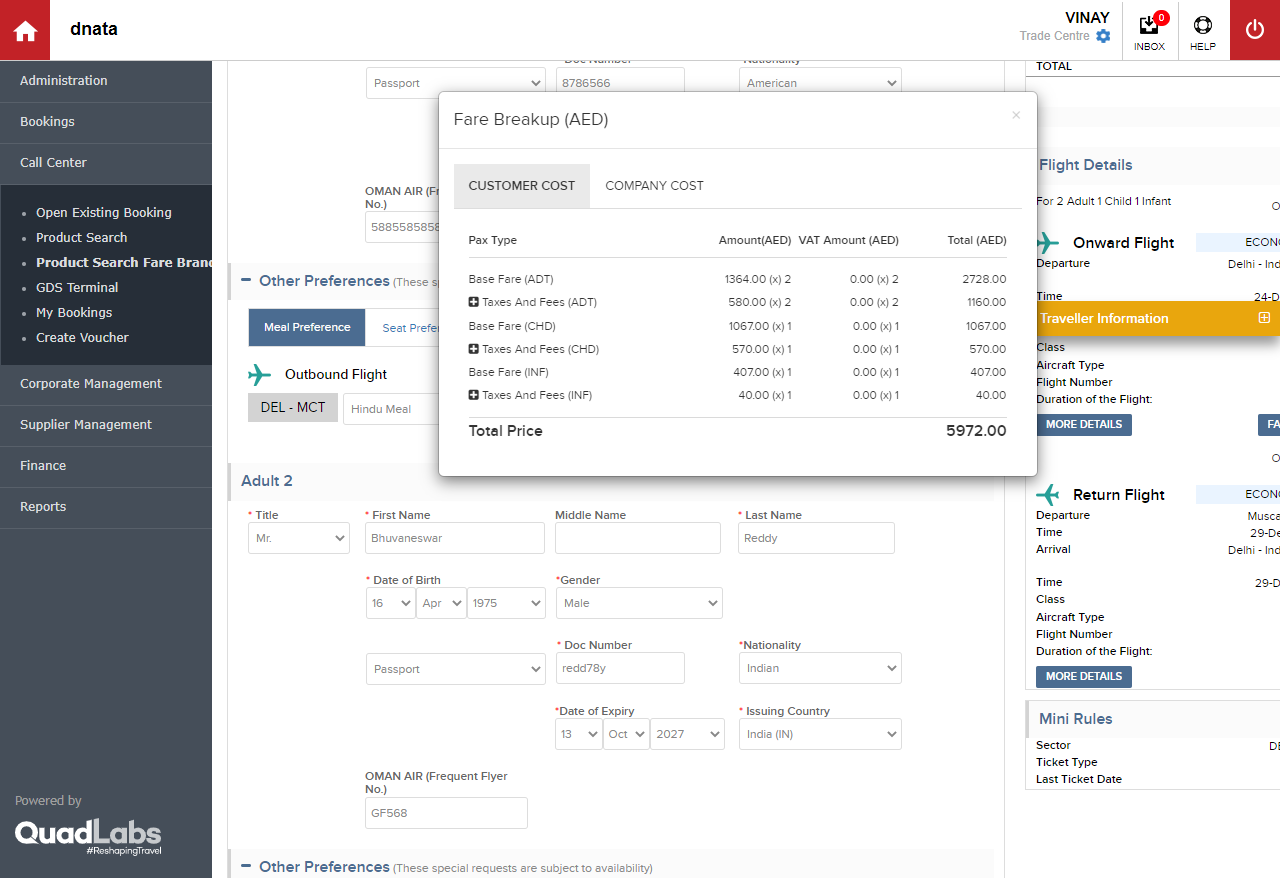 dnata
VINAY
Trade Centre
0
INBOX
HELP
Administration
Bookings
Call Center
Open Existing Booking
Product Search
Product Search Fare Brand
GDS Terminal
My Bookings
Create Voucher
Corporate Management
Supplier Management
Finance
Reports
Powered by
QuadLabs
#ReshapingTravel
Doc Number
Nationality
Passport
8786566
American
OMAN AIR (Fr
No.)
5885585858
Other Preferences (These sp
Meal Preference
Seat Prefer
Outbound Flight
DEL - MCT
Hindu Meal
Fare Breakup (AED)
×
CUSTOMER COST
COMPANY COST
Pax Type Amount(AED) VAT Amount (AED) Total (AED)
Base Fare (ADT) 1364.00 (x) 2 0.00 (x) 2 2728.00
Taxes And Fees (ADT) 580.00 (x) 2 0.00 (x) 2 1160.00
Base Fare (CHD) 1067.00 (x) 1 0.00 (x) 1 1067.00
Taxes And Fees (CHD) 570.00 (x) 1 0.00 (x) 1 570.00
Base Fare (INF) 407.00 (x) 1 0.00 (x) 1 407.00
Taxes And Fees (INF) 40.00 (x) 1 0.00 (x) 1 40.00
Total Price 5972.00
Adult 2
* Title * First Name Middle Name * Last Name
Mr. Bhuvaneswar Reddy
* Date of Birth *Gender
16 Apr 1975 Male
* Doc Number *Nationality
Passport redd78y Indian
*Date of Expiry * Issuing Country
13 Oct 2027 India (IN)
OMAN AIR (Frequent Flyer
No.)
GF568
Other Preferences (These special requests are subject to availability)
TOTAL
Flight Details
For 2 Adult 1 Child 1 Infant
O
Onward Flight ECONO
Departure Delhi - Ind
Time 24-D
Traveller Information
Class
Aircraft Type
Flight Number
Duration of the Flight:
MORE DETAILS FA
O
Return Flight ECONO
Departure Musca
Time 29-De
Arrival Delhi - Ind
Time 29-D
Class
Aircraft Type
Flight Number
Duration of the Flight:
MORE DETAILS
Mini Rules
Sector DE
Ticket Type
Last Ticket Date